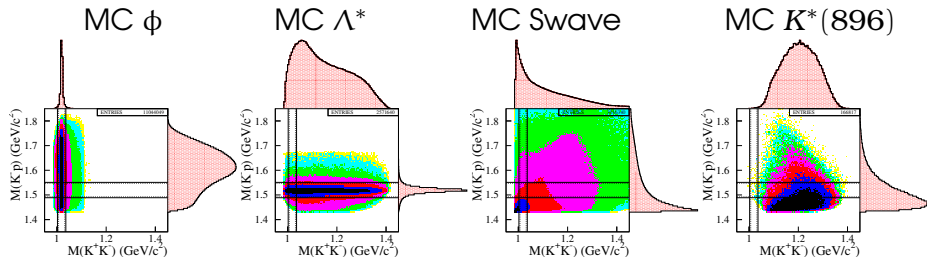 MC ϕ
MC Λ*
MC Swave
MC K*(896)
ENTRIES 11984049
ENTRIES 2571640
ENTRIES
ENTRIES 166817
M(K⁻p) (GeV/c²)
1.8
1.7
1.6
1.5
1.4
1
1.2
1.4
M(K⁺K⁻) (GeV/c²)
M(K⁻p) (GeV/c²)
1.8
1.7
1.6
1.5
1.4
1
1.2
1.4
M(K⁺K⁻) (GeV/c²)
M(K⁻p) (GeV/c²)
1.8
1.7
1.6
1.5
1.4
1
1.2
1.4
M(K⁺K⁻) (GeV/c²)
M(K⁻p) (GeV/c²)
1.8
1.7
1.6
1.5
1.4
1
1.2
1.4
M(K⁺K⁻) (GeV/c²)